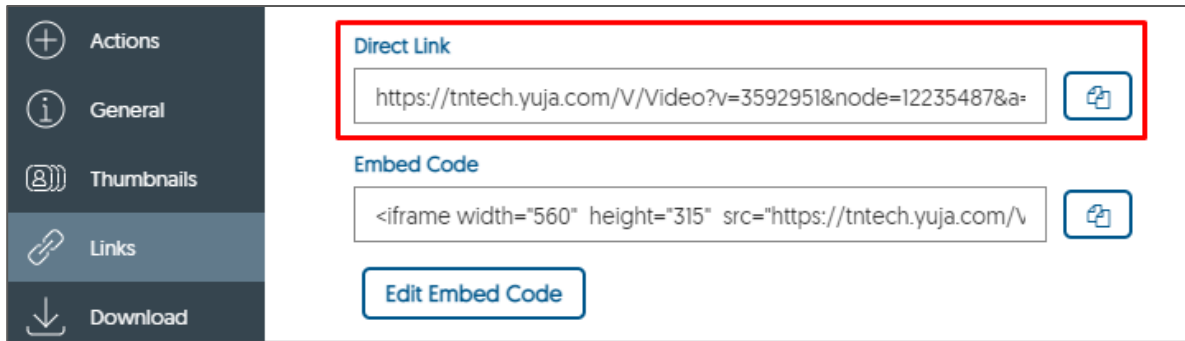 Actions
General
Thumbnails
Links
Download
Direct Link
https://tntech.yuja.com/V/Video?v=3592951&node=12235487&a=
Embed Code
<iframe width="560" height="315" src="https://tntech.yuja.com/V
Edit Embed Code